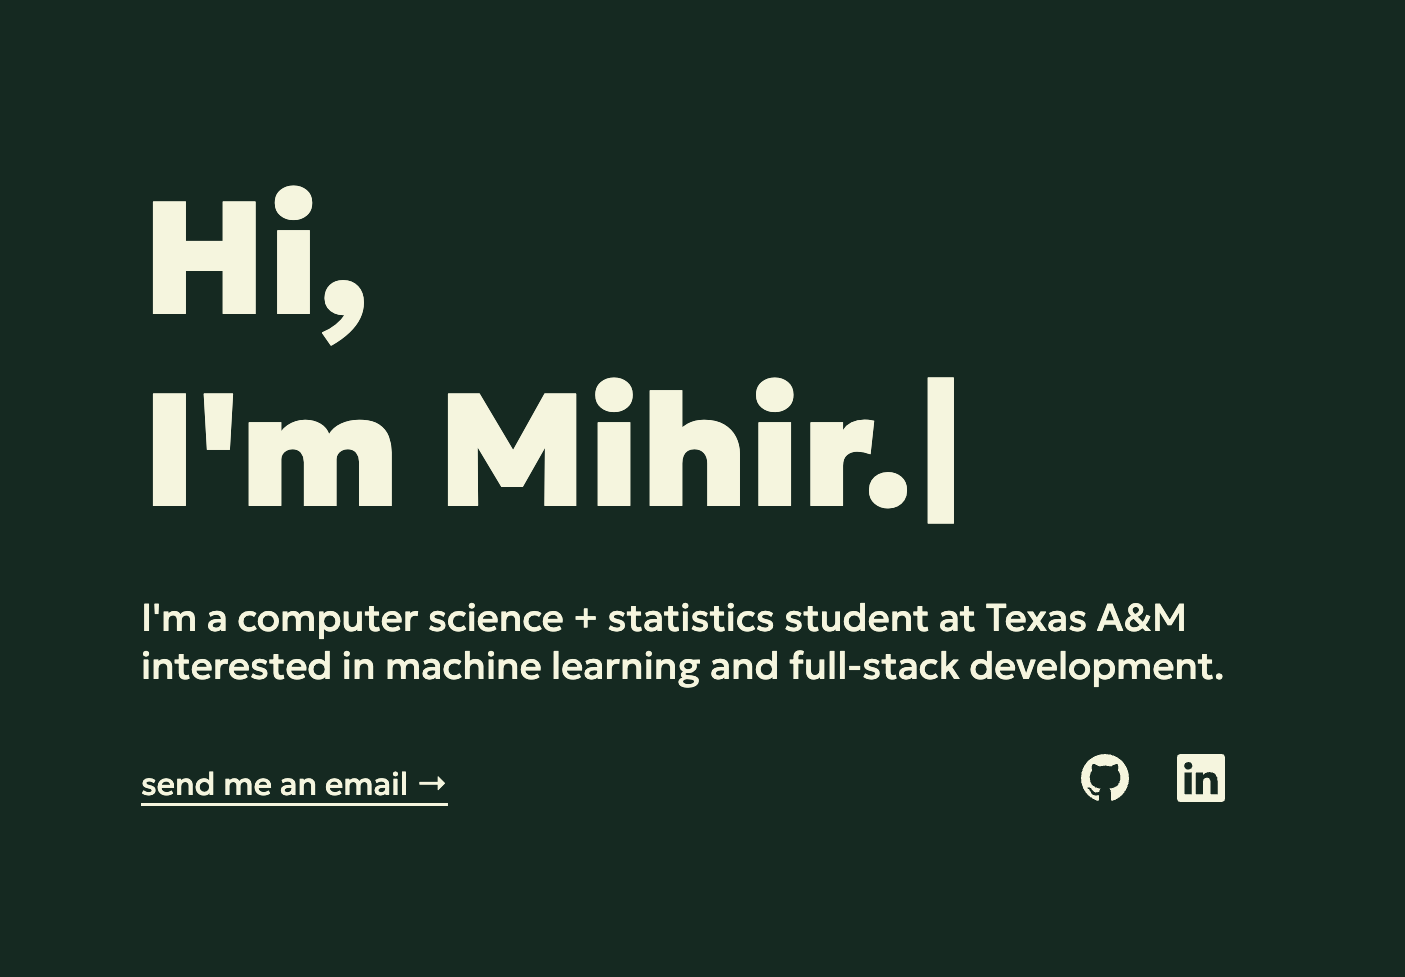 Hi,
I'm Mihir.|
I'm a computer science + statistics student at Texas A&M
interested in machine learning and full-stack development.
send me an email →
in